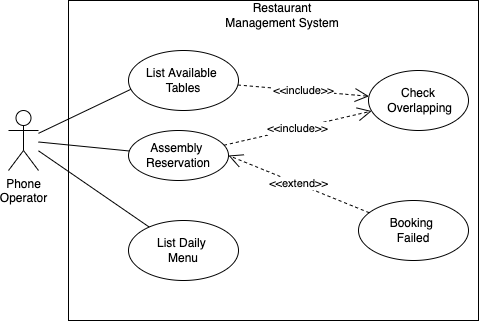 Restaurant
Management System
List Available
Tables
<<include>>
Check
Overlapping
<<include>>
Assembly
Reservation
Phone
Operator
<<extend>>
Booking
Failed
List Daily
Menu